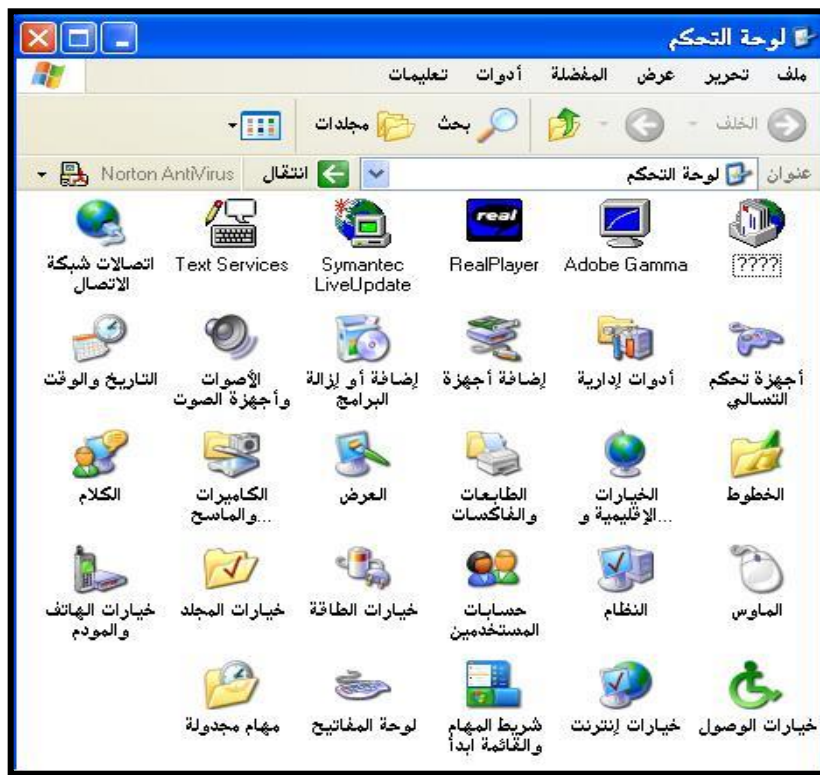 لوحة التحكم
ملف تحرير عرض المفضلة أدوات تعليمات
الخلف بحث مجلدات
عنوان لوحة التحكم انتقال Norton AntiVirus
????
Adobe Gamma
real
RealPlayer
Symantec
LiveUpdate
Text Services
اتصالات شبكة
الاتصال
أجهزة تحكم
التسالي
أدوات إدارية
إضافة أجهزة
إضافة أو إزالة
البرامج
الأصوات
وأجهزة الصوت
التاريخ والوقت
الخطوط
الخيارات
الإقليمية و...
الطابعات
والفاكسات
العرض
الكاميرات
والماسح...
الكلام
الماوس
النظام
حسابات
المستخدمين
خيارات الطاقة
خيارات المجلد
خيارات الهاتف
والمودم
خيارات الوصول
خيارات إنترنت
شريط المهام
والقائمة ابدأ
لوحة المفاتيح
مهام مجدولة